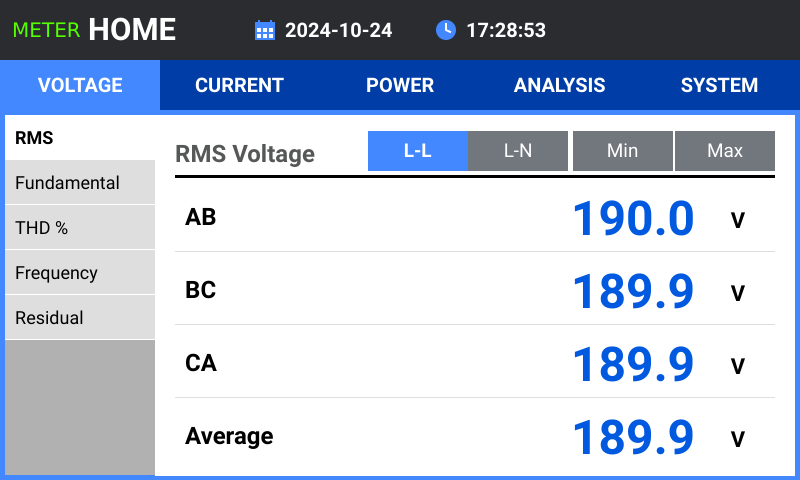 METER HOME 2024-10-24 17:28:53
VOLTAGE CURRENT POWER ANALYSIS SYSTEM
RMS
Fundamental
THD %
Frequency
Residual
RMS Voltage L-L L-N Min Max
AB 190.0 V
BC 189.9 V
CA 189.9 V
Average 189.9 V